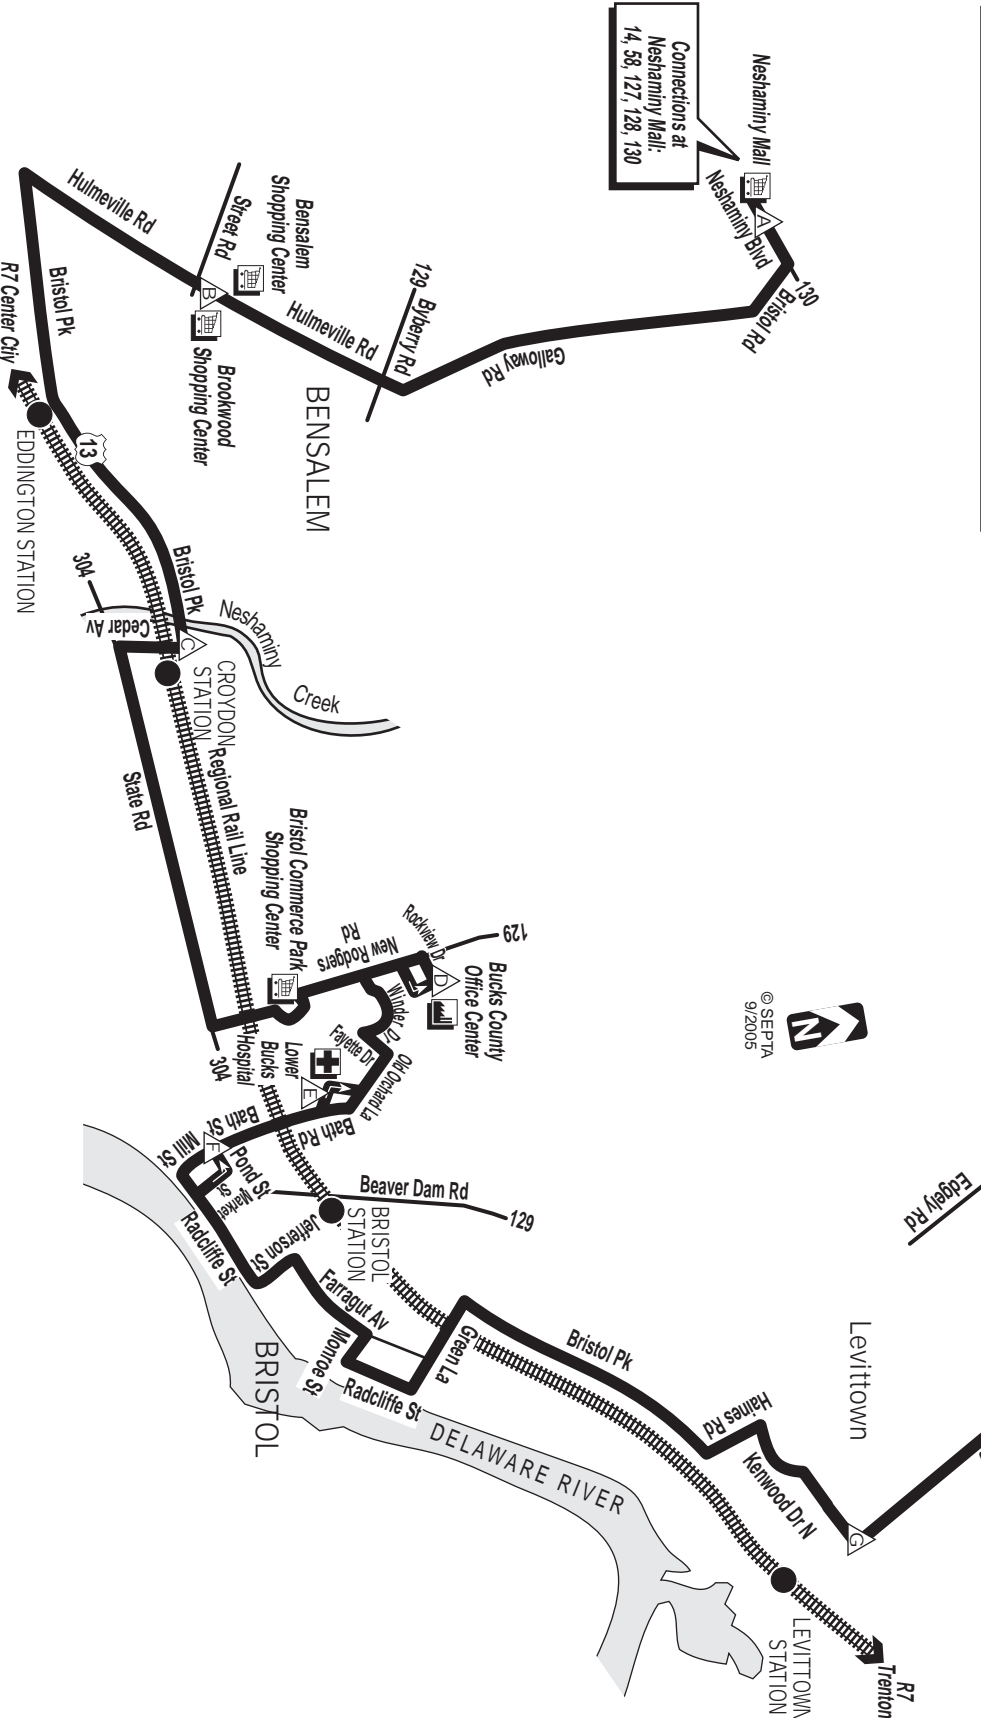 Neshaminy Mall
Connections at
Neshaminy Mall:
14, 58, 127, 128, 130
Neshaminy Blvd
A
130
Bristol Rd
Galloway Rd
129
Byberry Rd
Hulmeville Rd
Bensalem
Shopping Center
Street Rd
B
Brookwood
Shopping Center
Hulmeville Rd
BENSALEM
Bristol Pk
R7 Center Ctiy
EDDINGTON STATION
13
Bristol Pk
304
Cedar Av
C
Neshaminy
Creek
CROYDON
STATION
Regional Rail Line
State Rd
Bristol Commerce Park
Shopping Center
New Rodgers
Rd
Rockview Dr
129
D
Bucks County
Office Center
Winder Dr
Fayette Dr
Old Orchard La
Lower
Bucks
Hospital
304
E
Bath Rd
Bath St
F
Mill St
Pond St
Market
St
Radcliffe St
Jefferson St
Beaver Dam Rd
129
BRISTOL
STATION
Farragut Av
Monroe St
Radcliffe St
Green La
BRISTOL
DELAWARE RIVER
Bristol Pk
Haines Rd
Kenwood Dr N
G
Levittown
Edgely Rd
LEVITTOWN
STATION
R7
Trenton
N
© SEPTA
9/2005